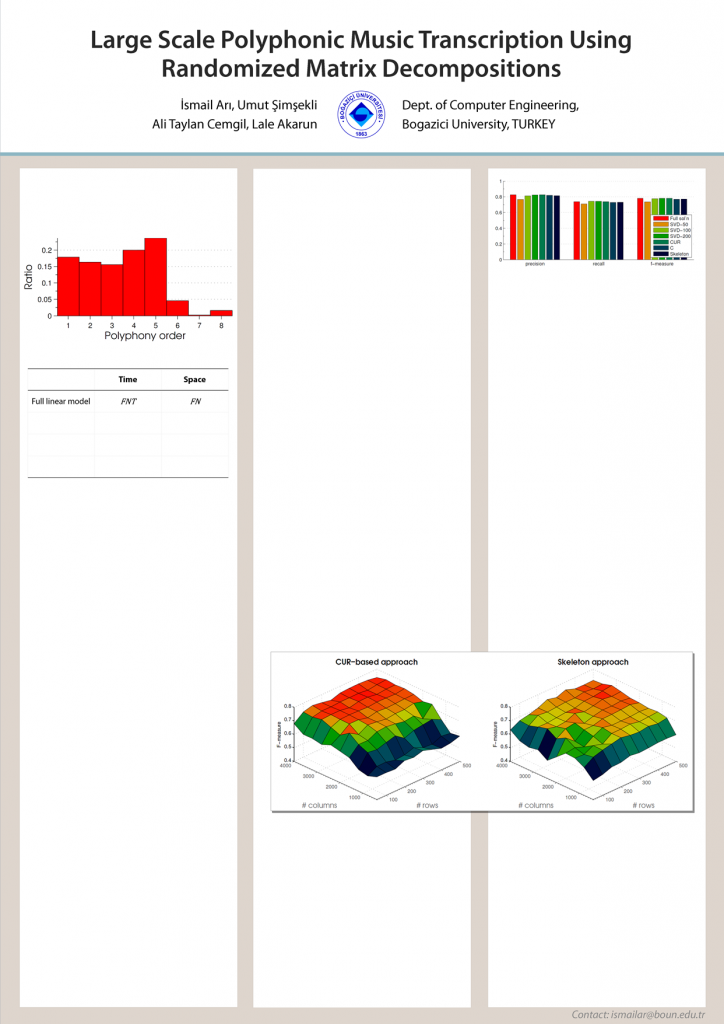 Large Scale Polyphonic Music Transcription Using
Randomized Matrix Decompositions
İsmail Arı, Umut Şimşekli
Ali Taylan Cemgil, Lale Akarun
BOĞAZİÇİ ÜNİVERSİTESİ
1863
Dept. of Computer Engineering,
Bogazici University, TURKEY
Ratio
0.2
0.15
0.1
0.05
0
1 2 3 4 5 6 7 8
Polyphony order
Time Space
Full linear model FNT FN
1
0.8
0.6
0.4
0.2
0
precision recall f-measure
Full sol'n
SVD-50
SVD-100
SVD-200
CUR
C
Skeleton
CUR-based approach
F-measure
0.8
0.7
0.6
0.5
0.4
4000
3000
2000
1000
100
200
300
400
500
# columns # rows
Skeleton approach
F-measure
0.8
0.7
0.6
0.5
0.4
4000
3000
2000
1000
100
200
300
400
500
# columns # rows
Contact: ismailar@boun.edu.tr